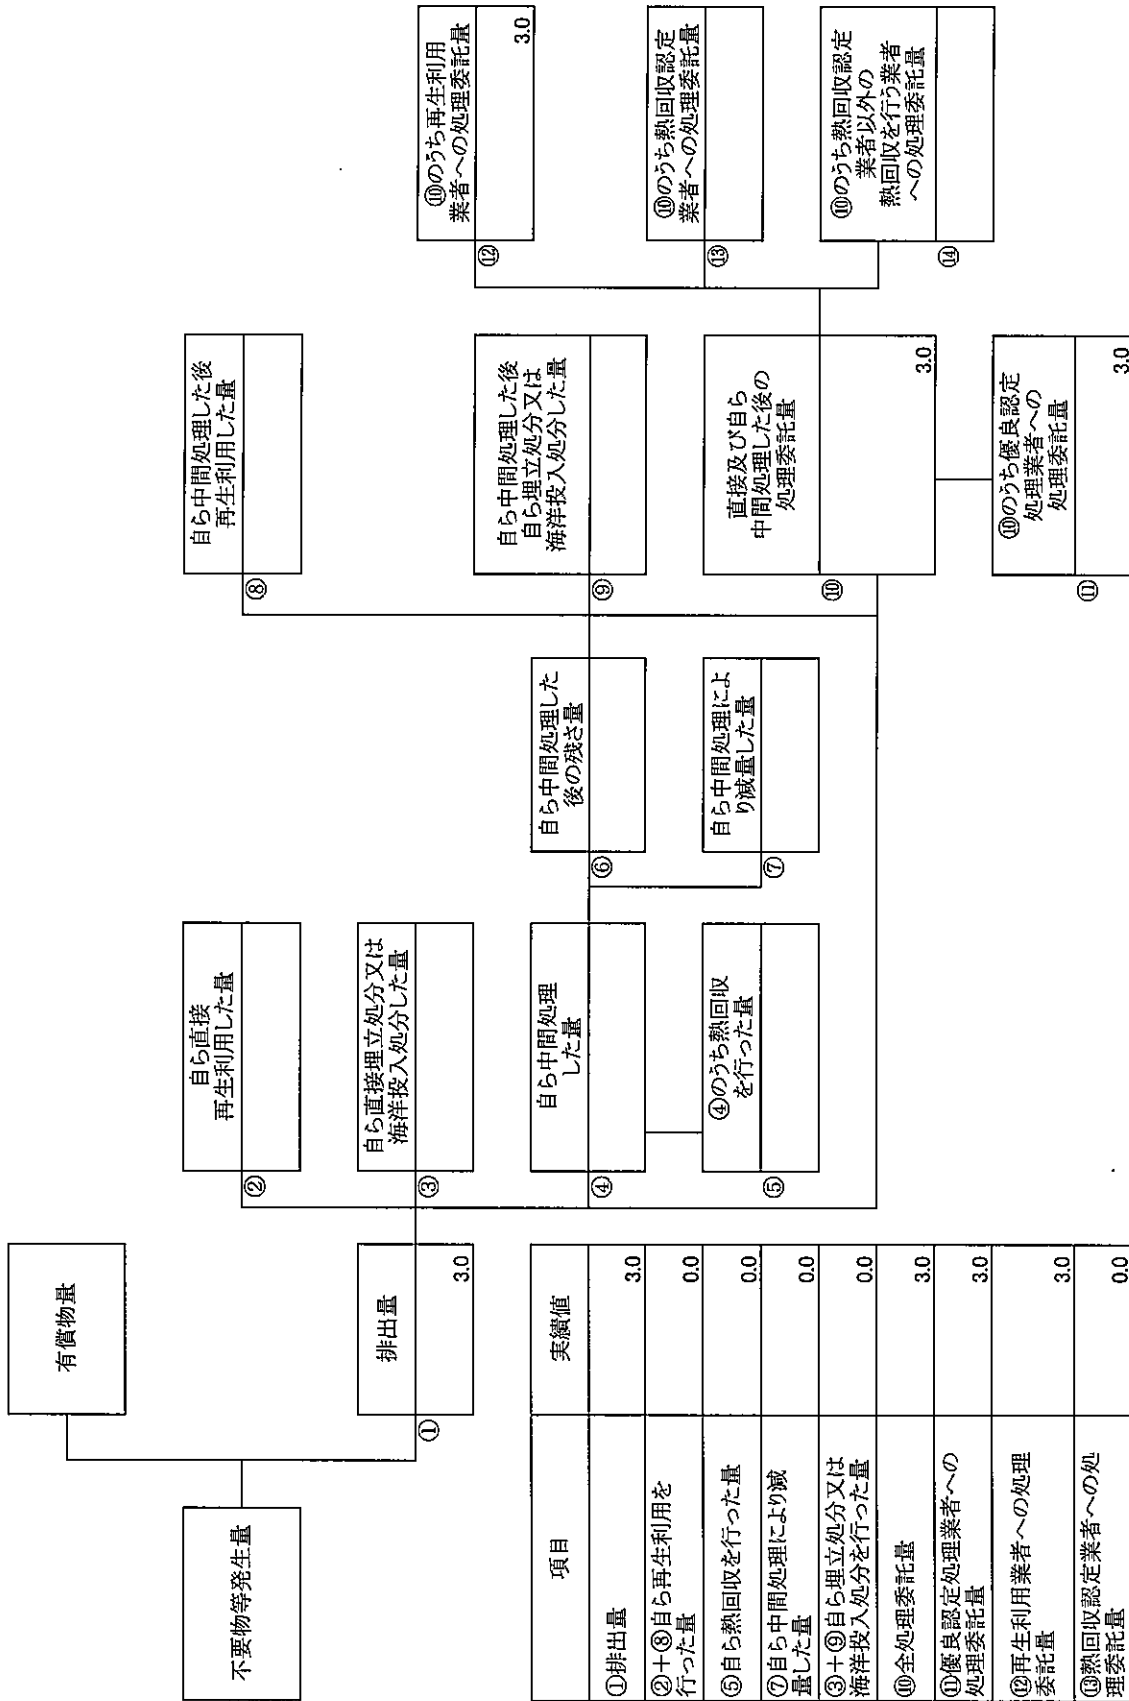 不要物等発生量
有償物量
①
排出量
3.0
②
自ら直接
再生利用した量
③
自ら直接埋立処分又は
海洋投入処分した量
④
自ら中間処理
した量
⑤
④のうち熱回収
を行った量
⑥
自ら中間処理した
後の残さ量
⑦
自ら中間処理によ
り減量した量
⑧
自ら中間処理した後
再生利用した量
⑨
自ら中間処理した後
自ら埋立処分又は
海洋投入処分した量
⑩
直接及び自ら
中間処理した後の
処理委託量
3.0
⑪
⑩のうち優良認定
処理業者への
処理委託量
3.0
⑫
⑩のうち再生利用
業者への処理委託量
3.0
⑬
⑩のうち熱回収認定
業者への処理委託量
⑭
⑩のうち熱回収認定
業者以外の
熱回収を行う業者
への処理委託量
項目 実績値
①排出量 3.0
②+⑧自ら再生利用を
行った量 0.0
⑤自ら熱回収を行った量 0.0
⑦自ら中間処理により減
量した量 0.0
③+⑨自ら埋立処分又は
海洋投入処分を行った量 0.0
⑩全処理委託量 3.0
⑪優良認定処理業者への
処理委託量 3.0
⑫再生利用業者への処理
委託量 3.0
⑬熱回収認定業者への処
理委託量 0.0